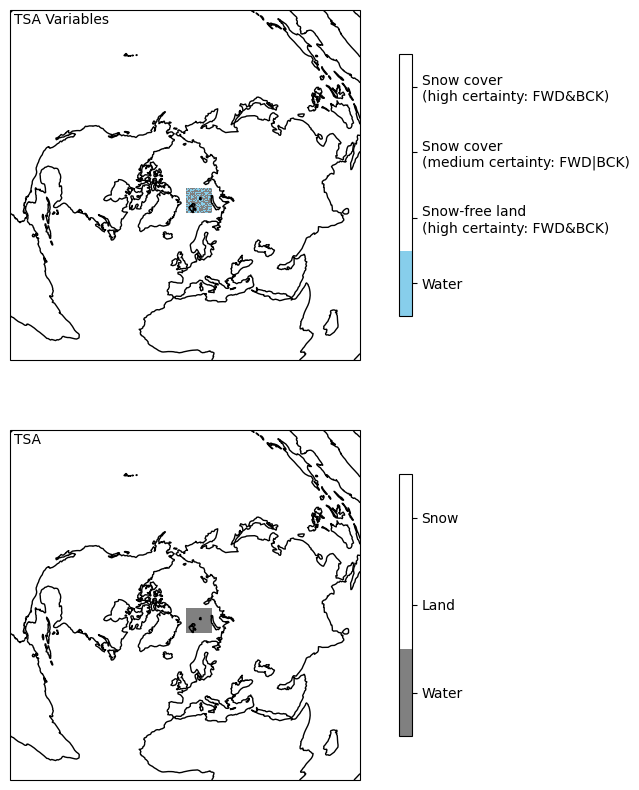 TSA Variables
Snow cover
(high certainty: FWD&BCK)
Snow cover
(medium certainty: FWD|BCK)
Snow-free land
(high certainty: FWD&BCK)
Water
TSA
Snow
Land
Water